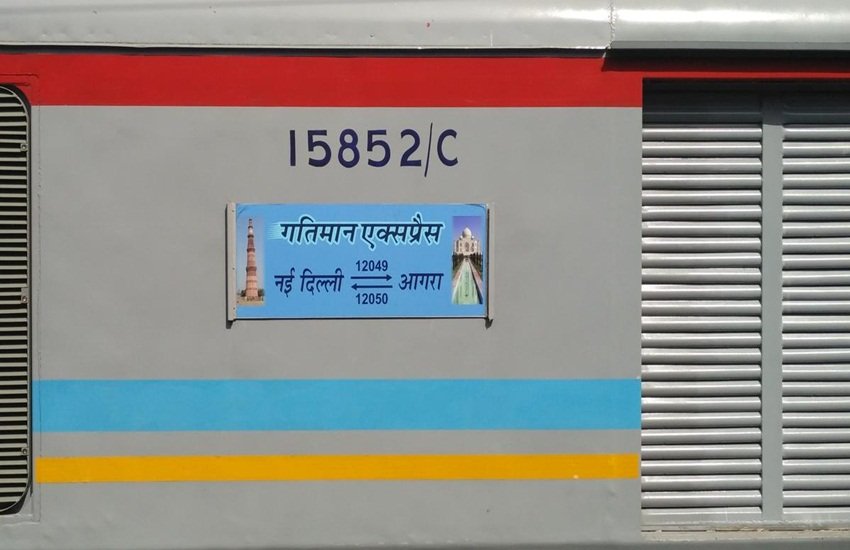 15852/C
गतिमान एक्सप्रैस
नई दिल्ली 12049 आगरा
12050